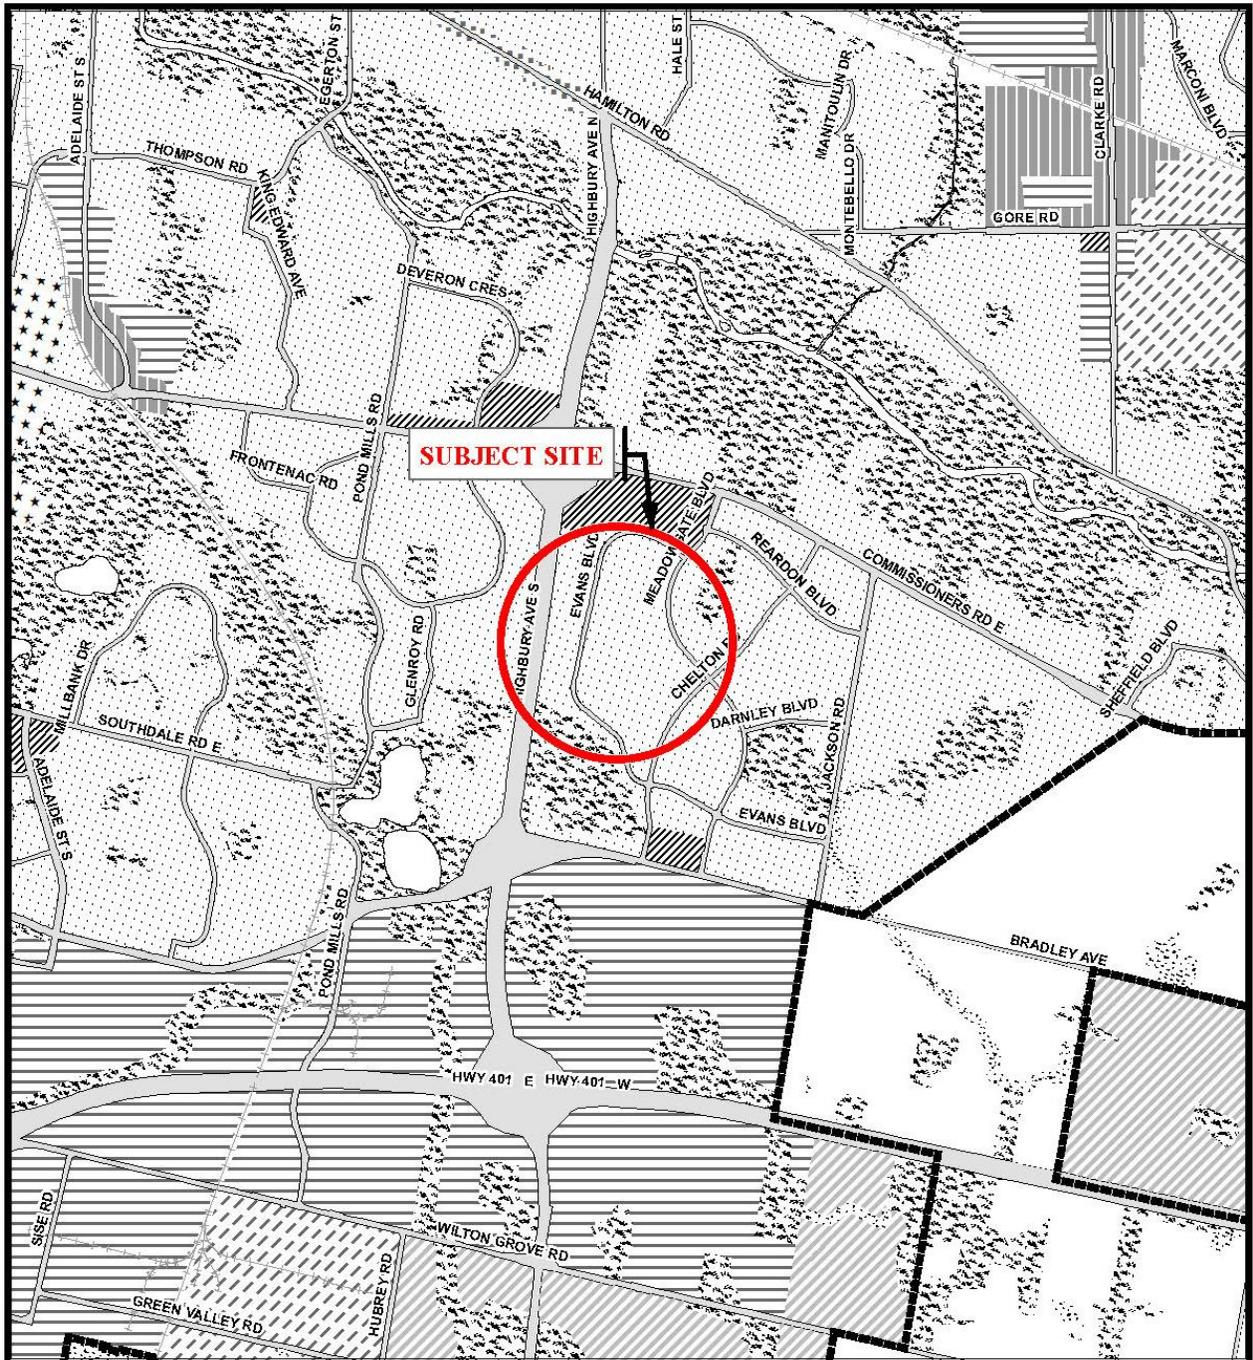 ADELAIDE ST S
EGERTON ST
HALE ST
HAMILTON RD
MANITOULIN DR
CLARKE RD
MARCONI BLVD
THOMPSON RD
KING EDWARD AVE
HIGHBURY AVE N
MONTEBELLO DR
GORE RD
DEVERON CRES
POND MILLS RD
SUBJECT SITE
FRONTENAC RD
EVANS BLVD
MEADOWGATE BLVD
REARDON BLVD
COMMISSIONERS RD E
HIGHBURY AVE S
GLENROY RD
MILLBANK DR
CHELTON
SHEFFIELD BLVD
SOUTHDALE RD E
DARNLEY BLVD
JACKSON RD
ADELAIDE ST S
EVANS BLVD
POND MILLS RD
BRADLEY AVE
HWY 401 E HWY 401 W
SISE RD
WILTON GROVE RD
HUBREY RD
GREEN VALLEY RD